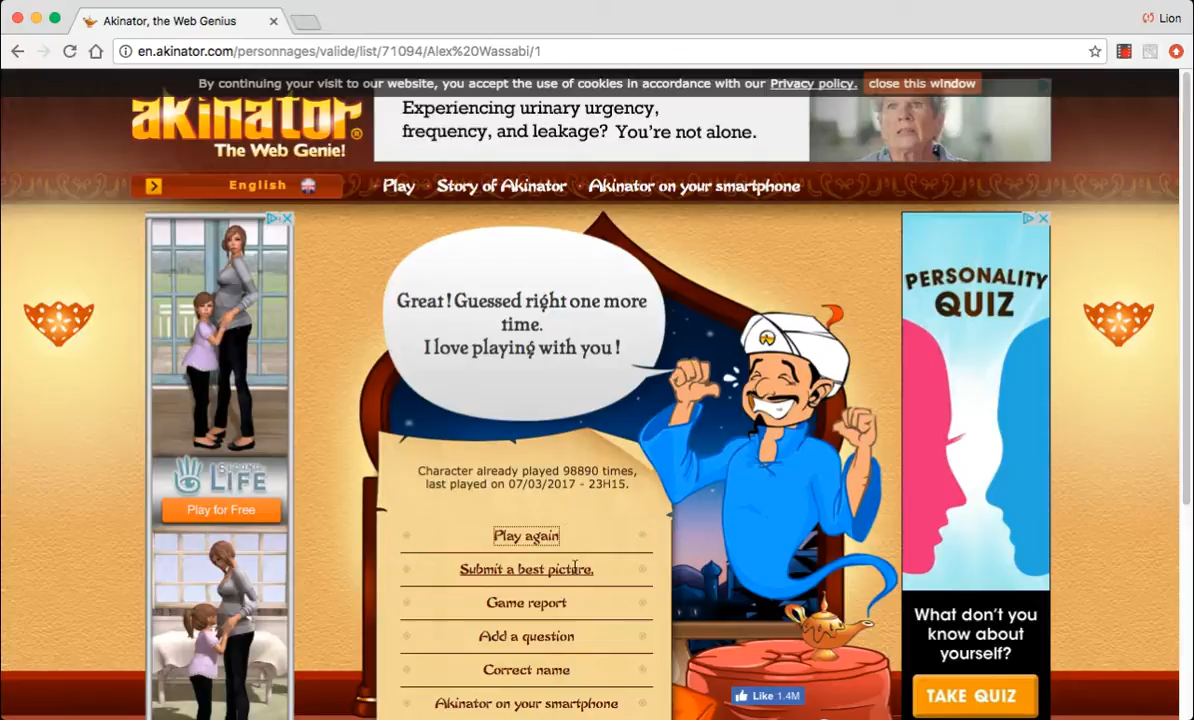 Akinator, the Web Genius
Lion
en.akinator.com/personnages/valide/list/71094/Alex%20Wassabi/1
By continuing your visit to our website, you accept the use of cookies in accordance with our Privacy policy. close this window
akinator®
The Web Genie!
Experiencing urinary urgency,
frequency, and leakage? You're not alone.
English
· Play · Story of Akinator · Akinator on your smartphone
Great! Guessed right one more
time.
I love playing with you!
Character already played 98890 times,
last played on 07/03/2017 - 23H15.
Play again
Submit a best picture.
Game report
Add a question
Correct name
Akinator on your smartphone
SECOND
LIFE
Play for Free
PERSONALITY
QUIZ
What don't you
know about
yourself?
TAKE QUIZ
Like 1.4M